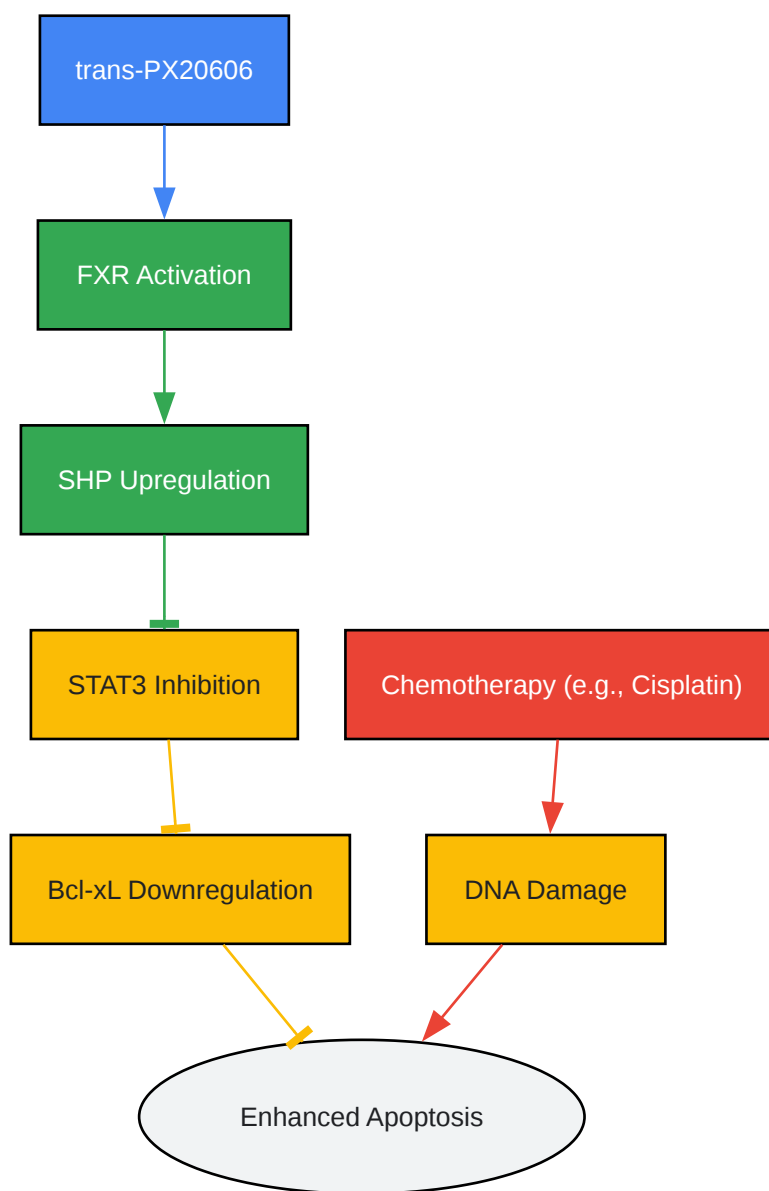 trans-PX20606
FXR Activation
SHP Upregulation
STAT3 Inhibition
Chemotherapy (e.g., Cisplatin)
Bcl-xL Downregulation
DNA Damage
Enhanced Apoptosis